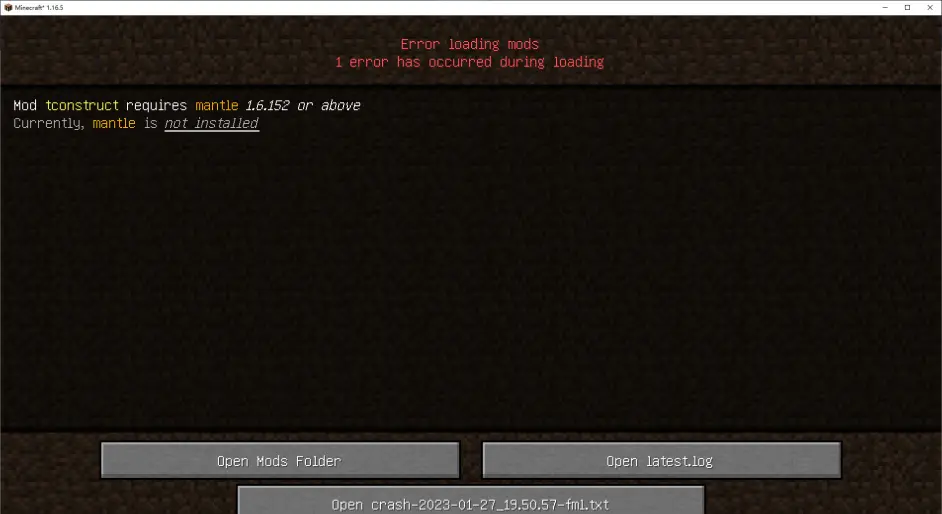 Minecraft* 1.16.5
Error loading mods
1 error has occurred during loading
Mod tconstruct requires mantle 1.6.152 or above
Currently, mantle is not installed
Open Mods Folder
Open latest.log
Open crash-2023-01-27_19.50.57-fml.txt